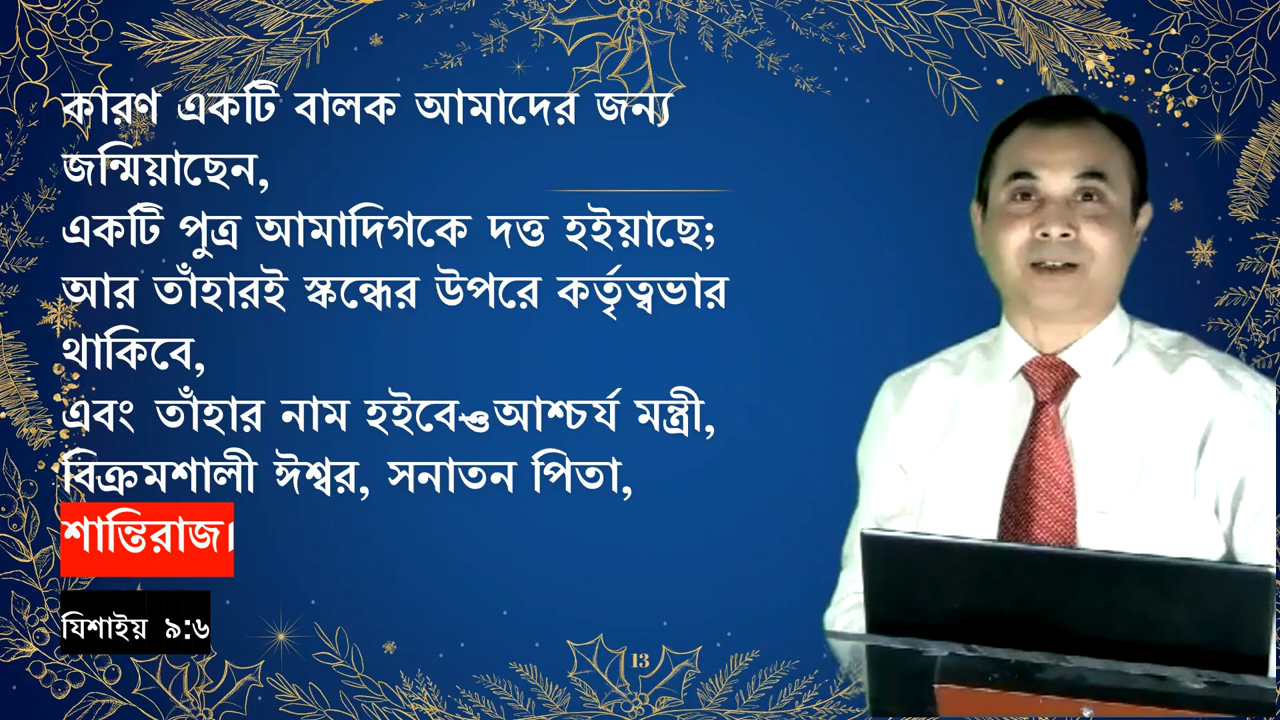 কারণ একটি বালক আমাদের জন্য
জন্মিয়াছেন,
একটি পুত্র আমাদিগকে দত্ত হইয়াছে;
আর তাঁহারই স্কন্ধের উপরে কর্তৃত্বভার
থাকিবে,
এবং তাঁহার নাম হইবেওআশ্চর্য মন্ত্রী,
বিক্রমশালী ঈশ্বর, সনাতন পিতা,
শান্তিরাজ।
যিশাইয় ৯:৬
13